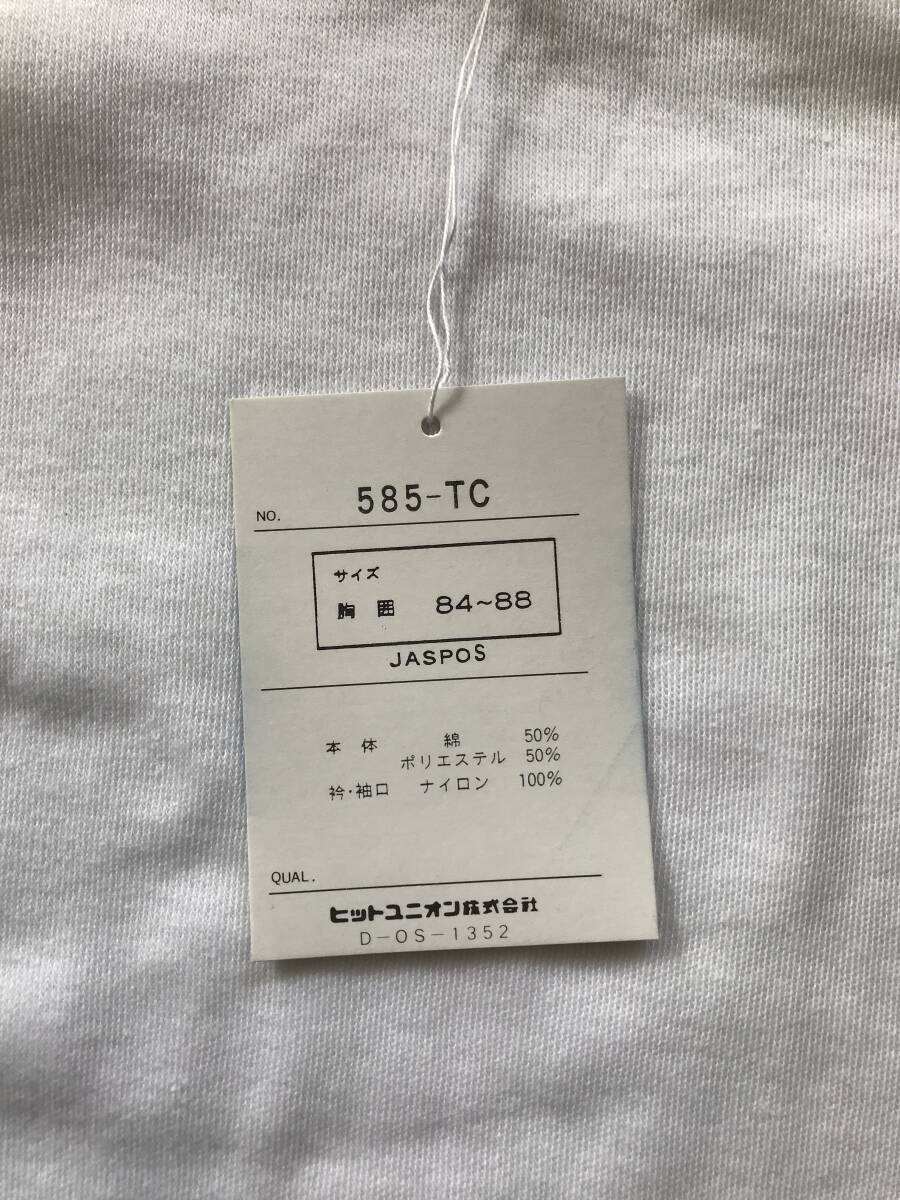 NO. 585-TC
サイズ
胸囲 84~88
JASPOS
本体 綿 50%
ポリエステル 50%
衿・袖口 ナイロン 100%
QUAL.
ヒットユニオン株式会社
D-OS-1352